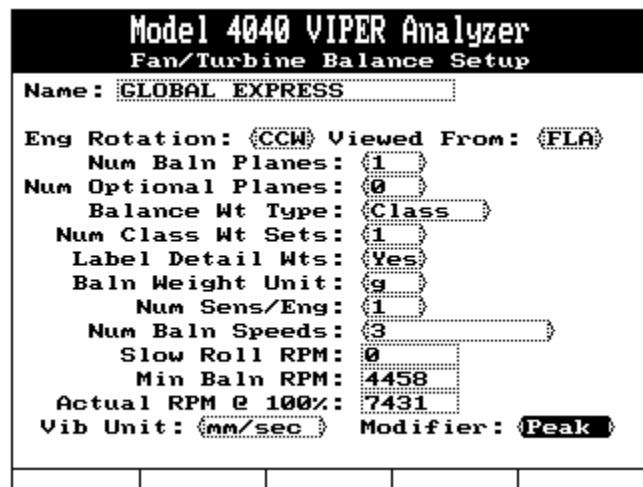 Model 4040 VIPER Analyzer
Fan/Turbine Balance Setup
Name: GLOBAL EXPRESS
Eng Rotation: (CCW) Viewed From: (FLA)
Num Baln Planes: (1 )
Num Optional Planes: (0 )
Balance Wt Type: (Class )
Num Class Wt Sets: (1 )
Label Detail Wts: (Yes)
Baln Weight Unit: (g )
Num Sens/Eng: (1 )
Num Baln Speeds: (3 )
Slow Roll RPM: 0
Min Baln RPM: 4458
Actual RPM @ 100%: 7431
Vib Unit: (mm/sec ) Modifier: (Peak )